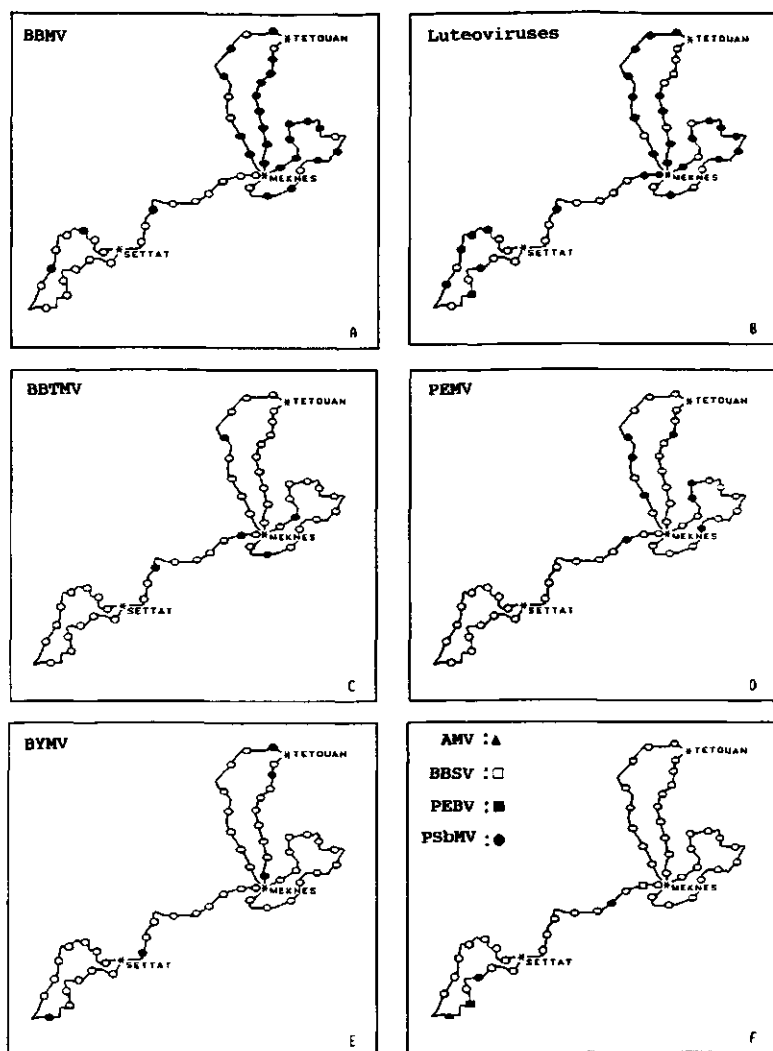 BBMV
TETOUAN
MEKNES
SETTAT
A
Luteoviruses
TETOUAN
MEKNES
SETTAT
B
BBTMV
TETOUAN
MEKNES
SETTAT
C
PEMV
TETOUAN
MEKNES
SETTAT
D
BYMV
TETOUAN
MEKNES
SETTAT
E
AMV :▲
BBSV :□
PEBV :■
PSbMV :●
TETOUAN
MEKNES
SETTAT
F